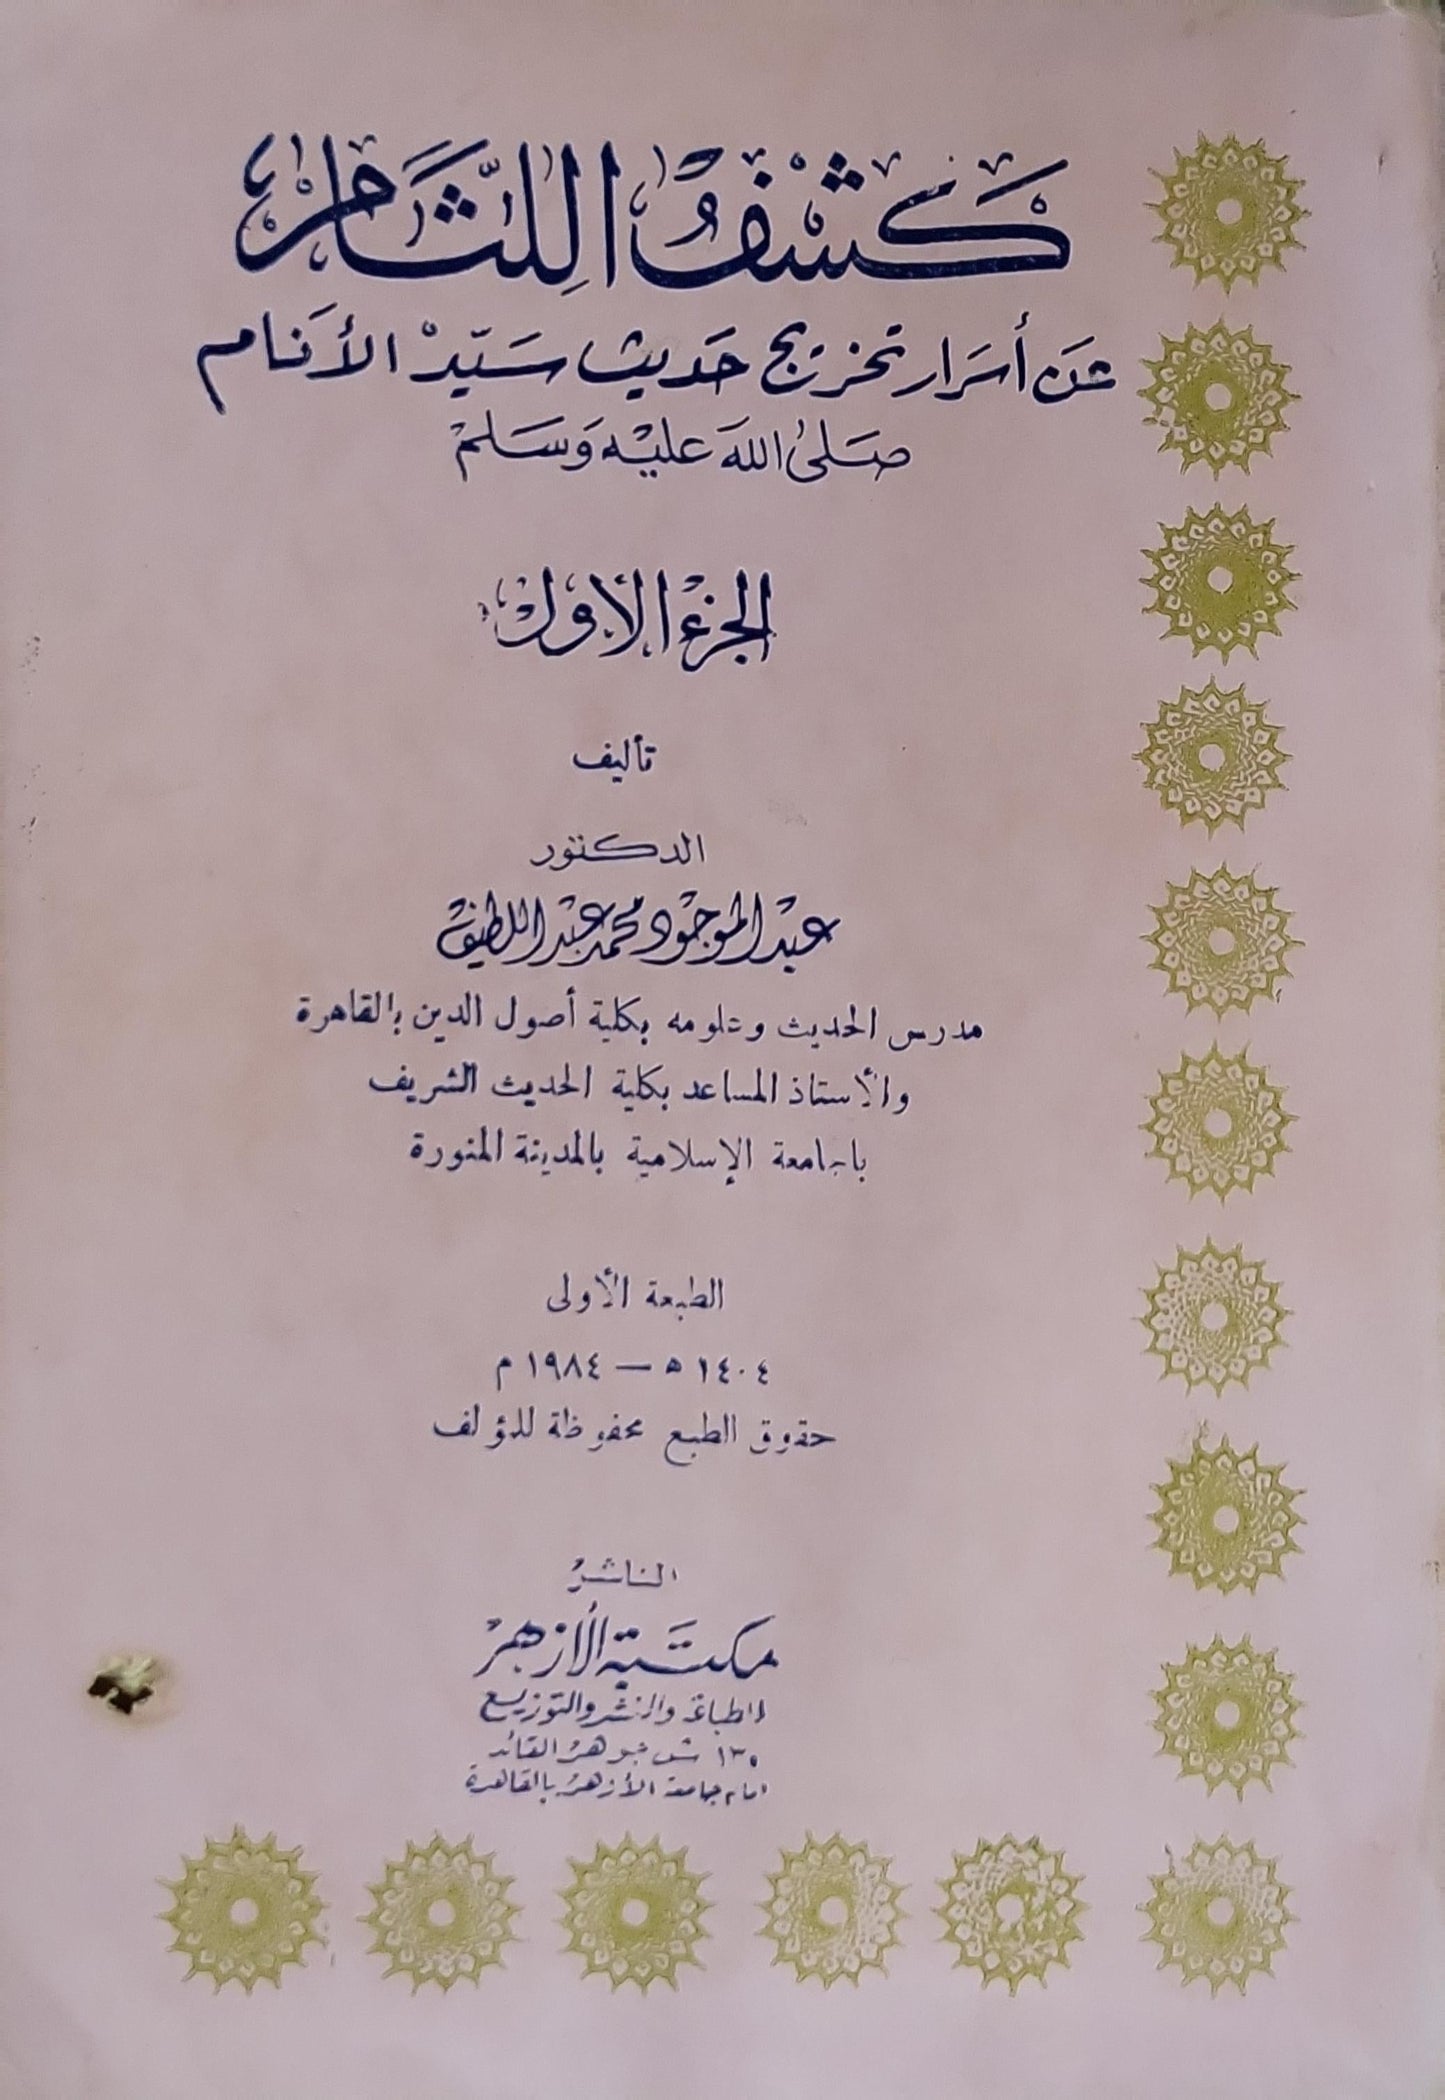 كشف اللثام
عن أسرار تخريج حديث سيد الأنام
صلى الله عليه وسلم
الجزء الأول
تأليف
الدكتور
عبد الموجود محمد عبد اللطيف
مدرس الحديث وعلومه بكلية أصول الدين بالقاهرة
والأستاذ المساعد بكلية الحديث الشريف
بالجامعة الإسلامية بالمدينة المنورة
الطبعة الأولى
١٤٠٤ ه — ١٩٨٤ م
حقوق الطبع محفوظة للمؤلف
الناشر
مكتبة الأزهر
للطباعة والنشر والتوزيع
ش جوهر القائد
امام جامعة الأزهر بالقاهرة